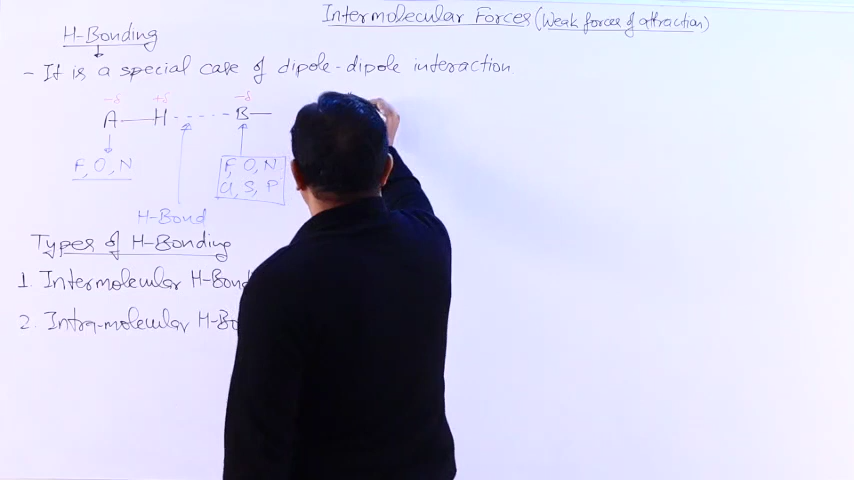 Intermolecular Forces (Weak forces of attraction)
H-Bonding
- It is a special case of dipole-dipole interaction
-δ +δ -δ
A—H-----B—
F, O, N
F, O, N
Cl, S, P
H-Bond
Types of H-Bonding
1. Intermolecular H-Bond
2. Intra-molecular H-Bo